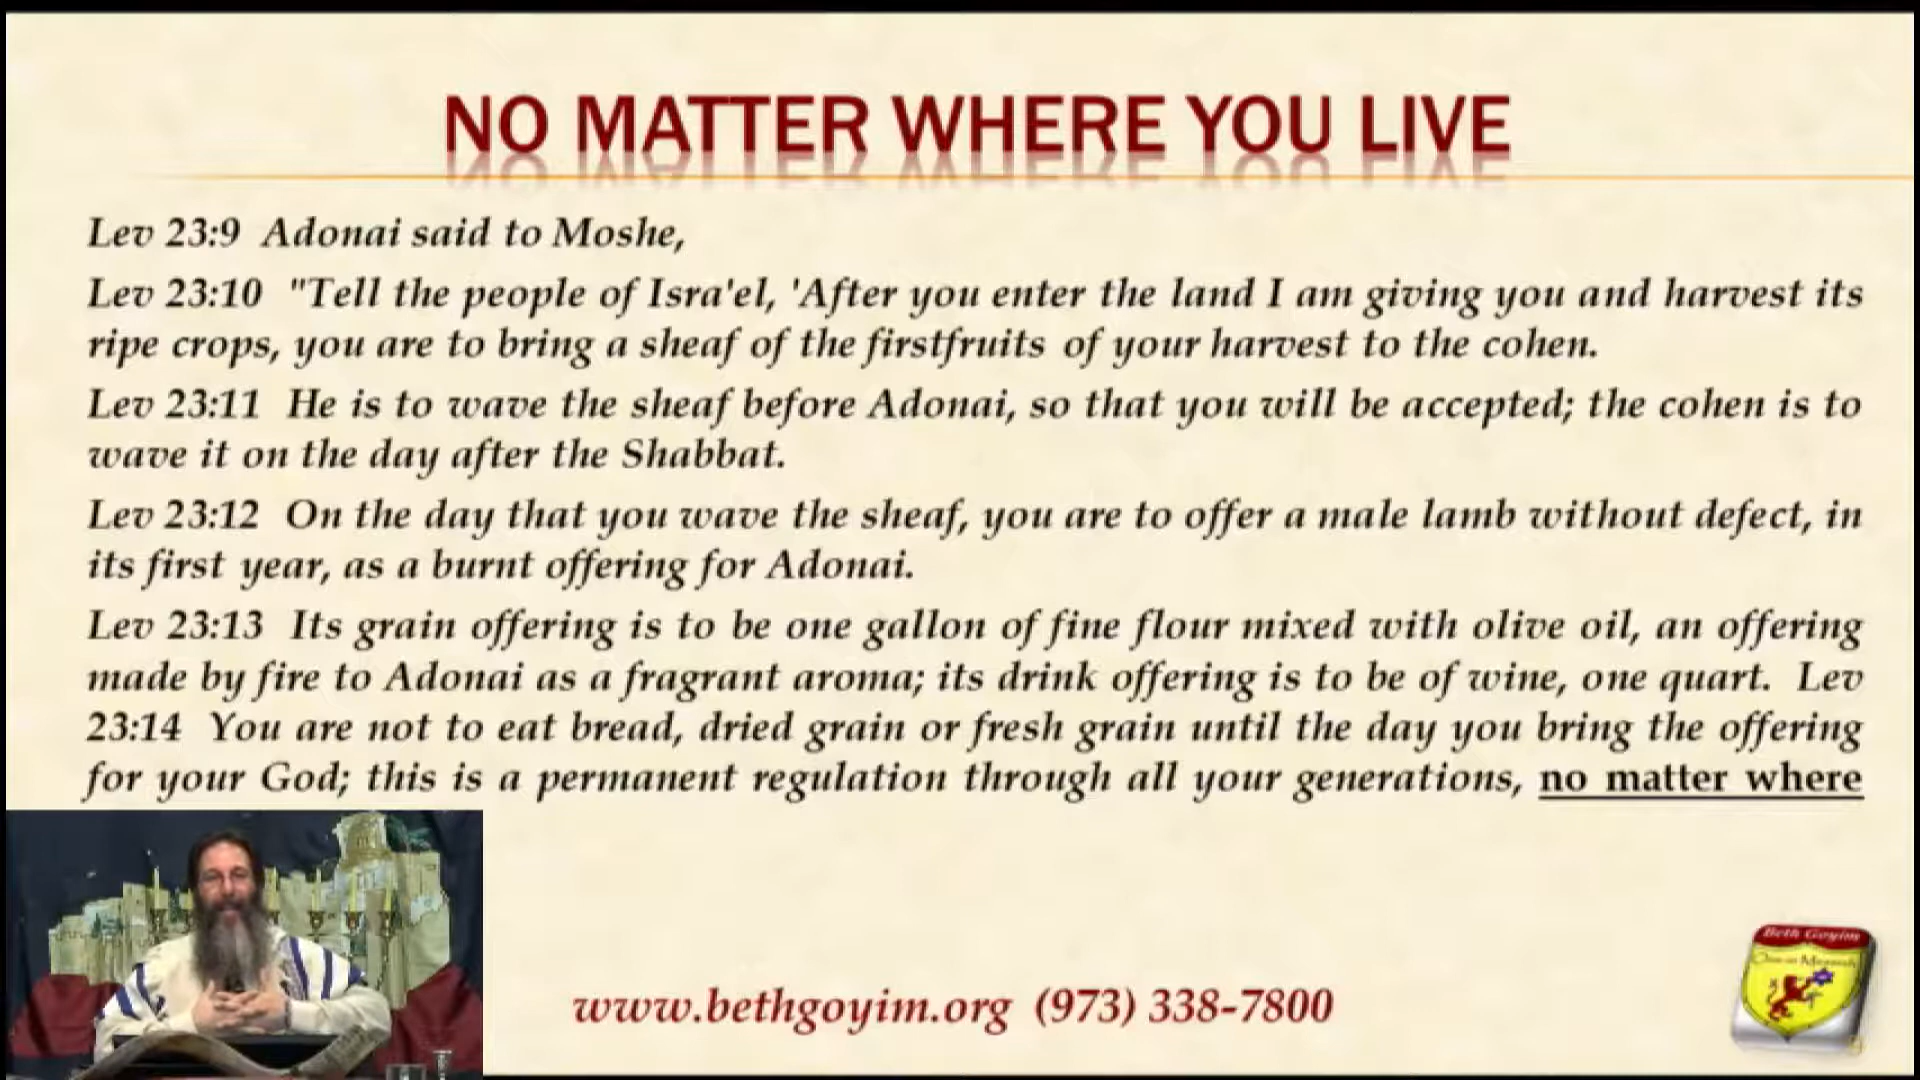 NO MATTER WHERE YOU LIVE
Lev 23:9 Adonai said to Moshe,
Lev 23:10 "Tell the people of Isra'el, 'After you enter the land I am giving you and harvest its
ripe crops, you are to bring a sheaf of the firstfruits of your harvest to the cohen.
Lev 23:11 He is to wave the sheaf before Adonai, so that you will be accepted; the cohen is to
wave it on the day after the Shabbat.
Lev 23:12 On the day that you wave the sheaf, you are to offer a male lamb without defect, in
its first year, as a burnt offering for Adonai.
Lev 23:13 Its grain offering is to be one gallon of fine flour mixed with olive oil, an offering
made by fire to Adonai as a fragrant aroma; its drink offering is to be of wine, one quart. Lev
23:14 You are not to eat bread, dried grain or fresh grain until the day you bring the offering
for your God; this is a permanent regulation through all your generations, no matter where
www.bethgoyim.org (973) 338-7800
Beth Goyim